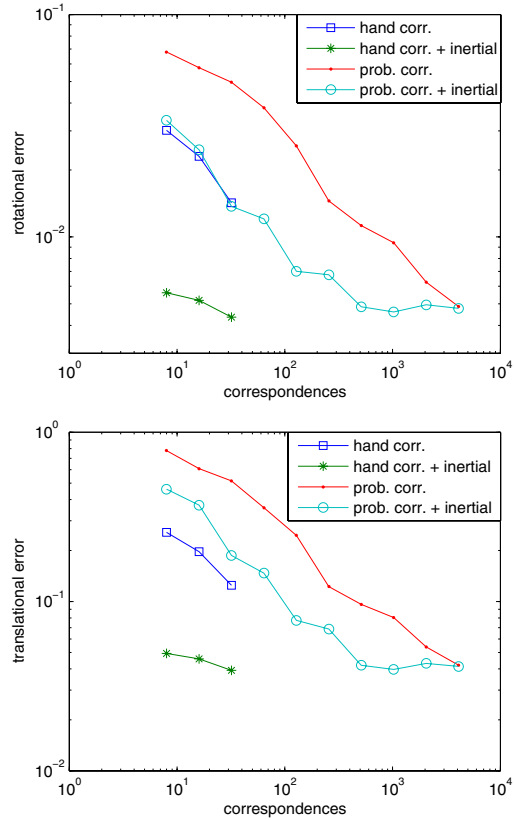 10^-1
hand corr.
hand corr. + inertial
prob. corr.
prob. corr. + inertial
rotational error
10^-2
10^0
10^1
10^2
10^3
10^4
correspondences
10^0
hand corr.
hand corr. + inertial
prob. corr.
prob. corr. + inertial
translational error
10^-1
10^-2
10^0
10^1
10^2
10^3
10^4
correspondences